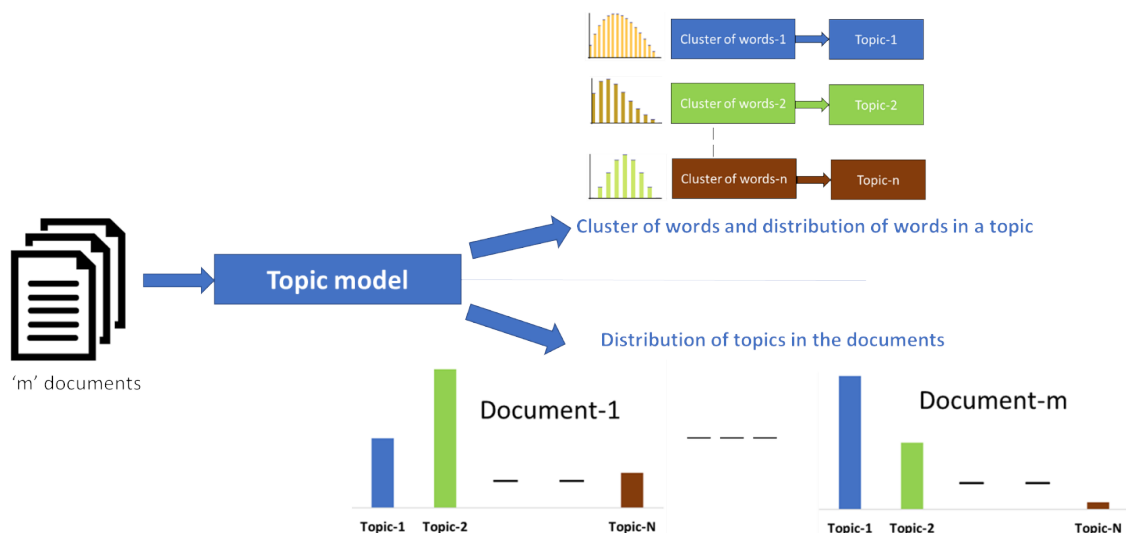 Cluster of words-1
Topic-1
Cluster of words-2
Topic-2
Cluster of words-n
Topic-n
Cluster of words and distribution of words in a topic
Topic model
'm' documents
Distribution of topics in the documents
Document-1
Topic-1
Topic-2
Topic-N
Document-m
Topic-1
Topic-2
Topic-N